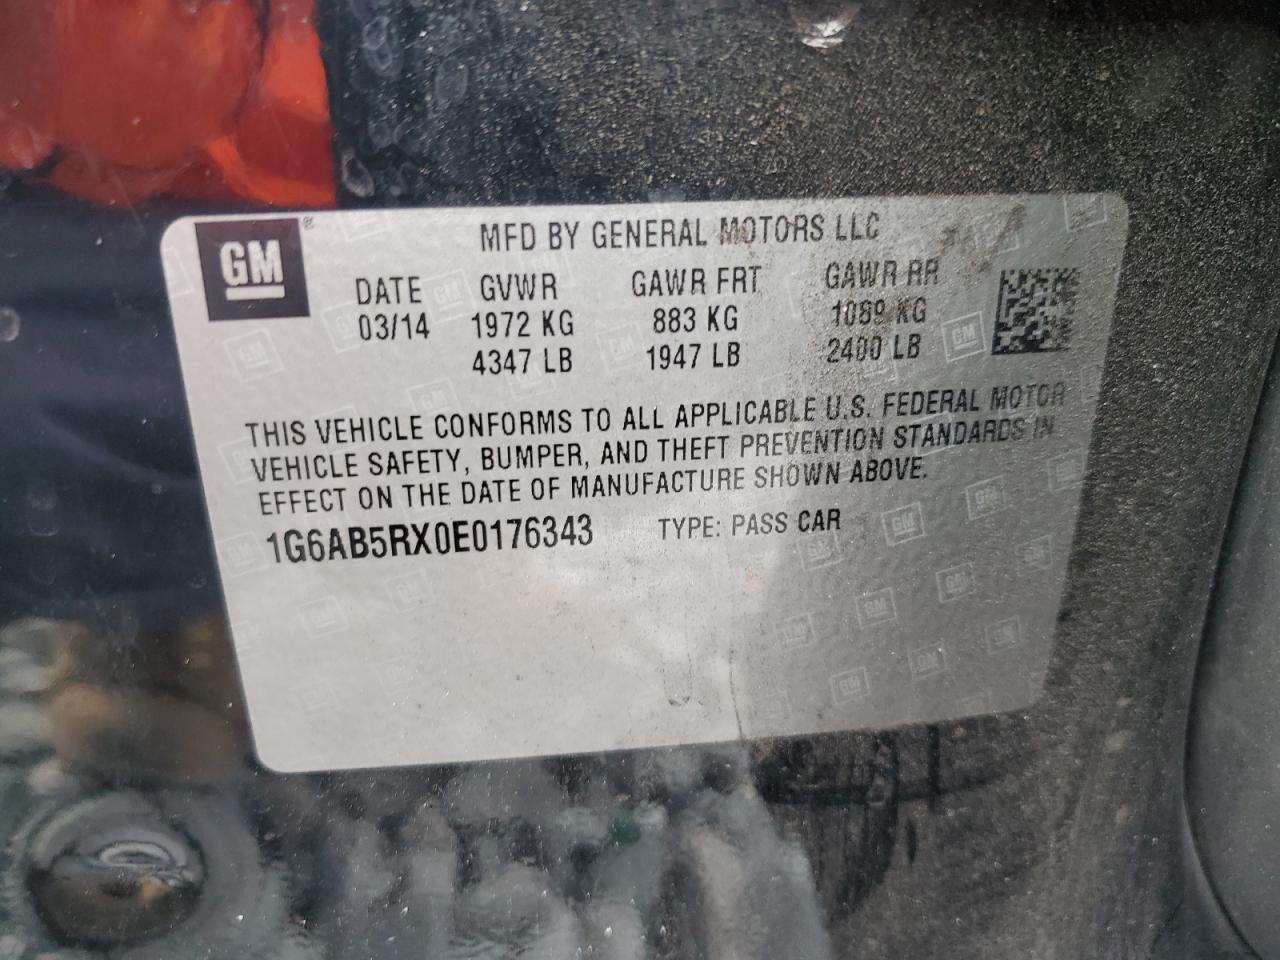 GM
MFD BY GENERAL MOTORS LLC
DATE GVWR GAWR FRT GAWR RR
03/14 1972 KG 883 KG 1089 KG
4347 LB 1947 LB 2400 LB
THIS VEHICLE CONFORMS TO ALL APPLICABLE U.S. FEDERAL MOTOR
VEHICLE SAFETY, BUMPER, AND THEFT PREVENTION STANDARDS IN
EFFECT ON THE DATE OF MANUFACTURE SHOWN ABOVE.
1G6AB5RX0E0176343 TYPE: PASS CAR